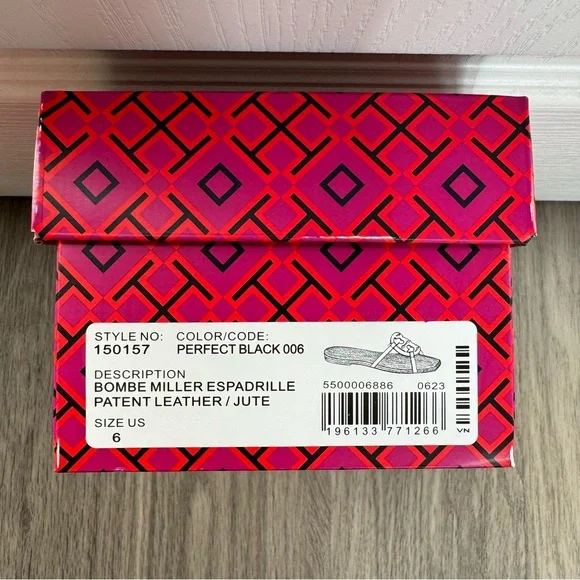 STYLE NO: COLOR/CODE:
150157 PERFECT BLACK 006
DESCRIPTION
BOMBE MILLER ESPADRILLE
PATENT LEATHER / JUTE
SIZE US
6
5500006886 0623
196133 771266
VN